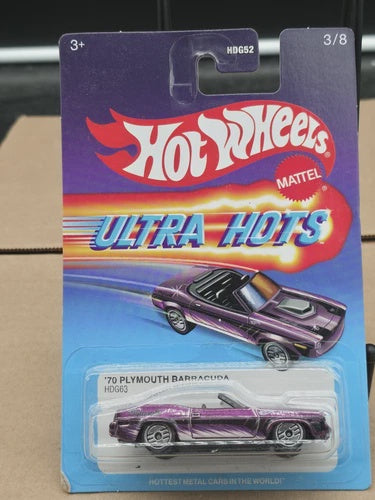 3+
HDG52
3/8
Hot Wheels
MATTEL
ULTRA HOTS
'70 PLYMOUTH BARRACUDA
HDG63
HOTTEST METAL CARS IN THE WORLD!